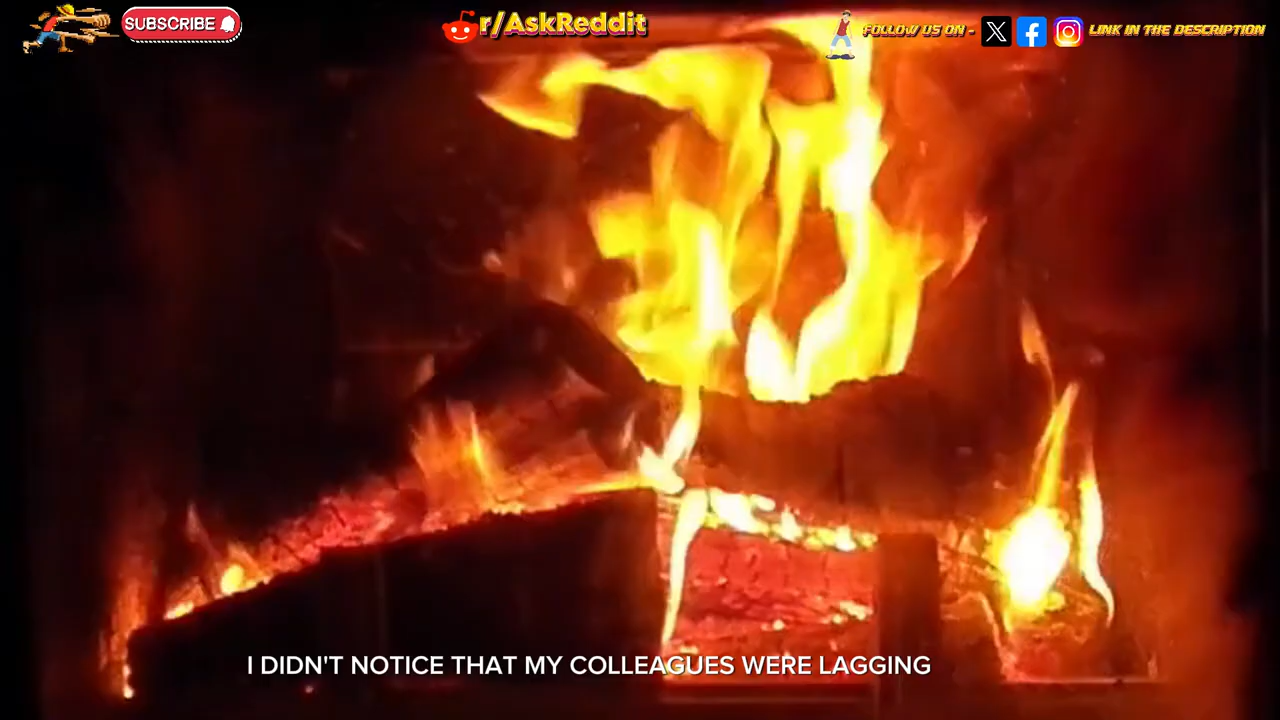 SUBSCRIBE
r/AskReddit
FOLLOW US ON -
LINK IN THE DESCRIPTION
I DIDN'T NOTICE THAT MY COLLEAGUES WERE LAGGING